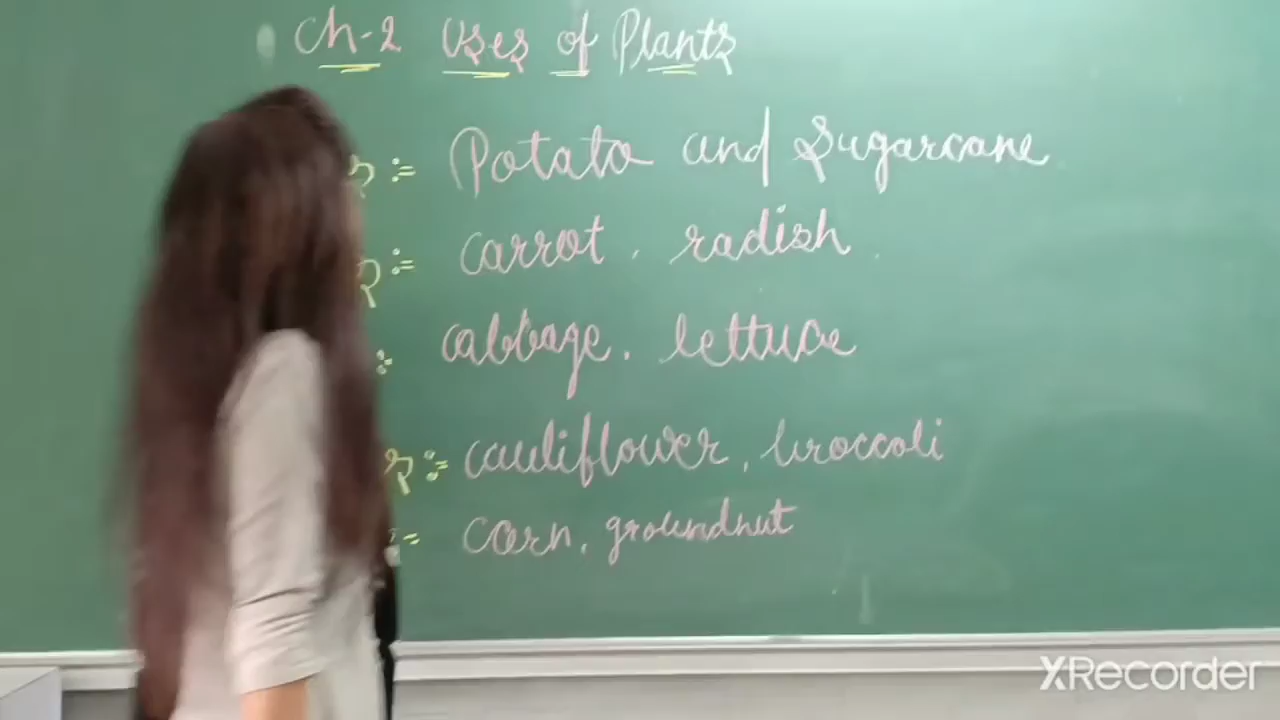 Ch-2 Uses of Plants
:= Potato and Sugarcane
:= carrot, radish
: cabbage, lettuce
:= cauliflower, broccoli
:= corn, groundnut
XRecorder